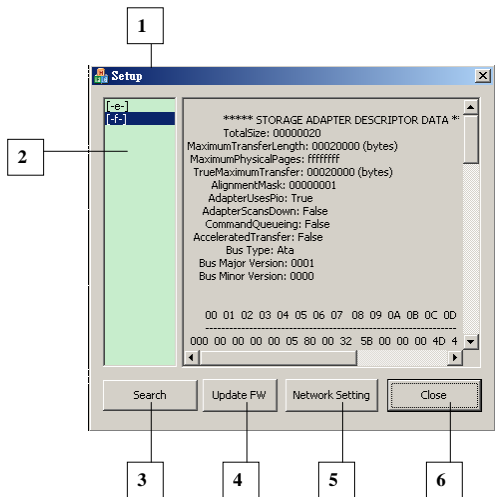 1
Setup
2
[-e-]
[-f-]
***** STORAGE ADAPTER DESCRIPTOR DATA *
TotalSize: 00000020
MaximumTransferLength: 00020000 (bytes)
MaximumPhysicalPages: ffffffff
TrueMaximumTransfer: 00020000 (bytes)
AlignmentMask: 00000001
AdapterUsesPio: True
AdapterScansDown: False
CommandQueueing: False
AcceleratedTransfer: False
Bus Type: Ata
Bus Major Version: 0001
Bus Minor Version: 0000
00 01 02 03 04 05 06 07 08 09 0A 0B 0C 0D
---------------------------------------------------------------
000 00 00 00 00 05 80 00 32 5B 00 00 00 4D 4
Search
Update FW
Network Setting
Close
3
4
5
6